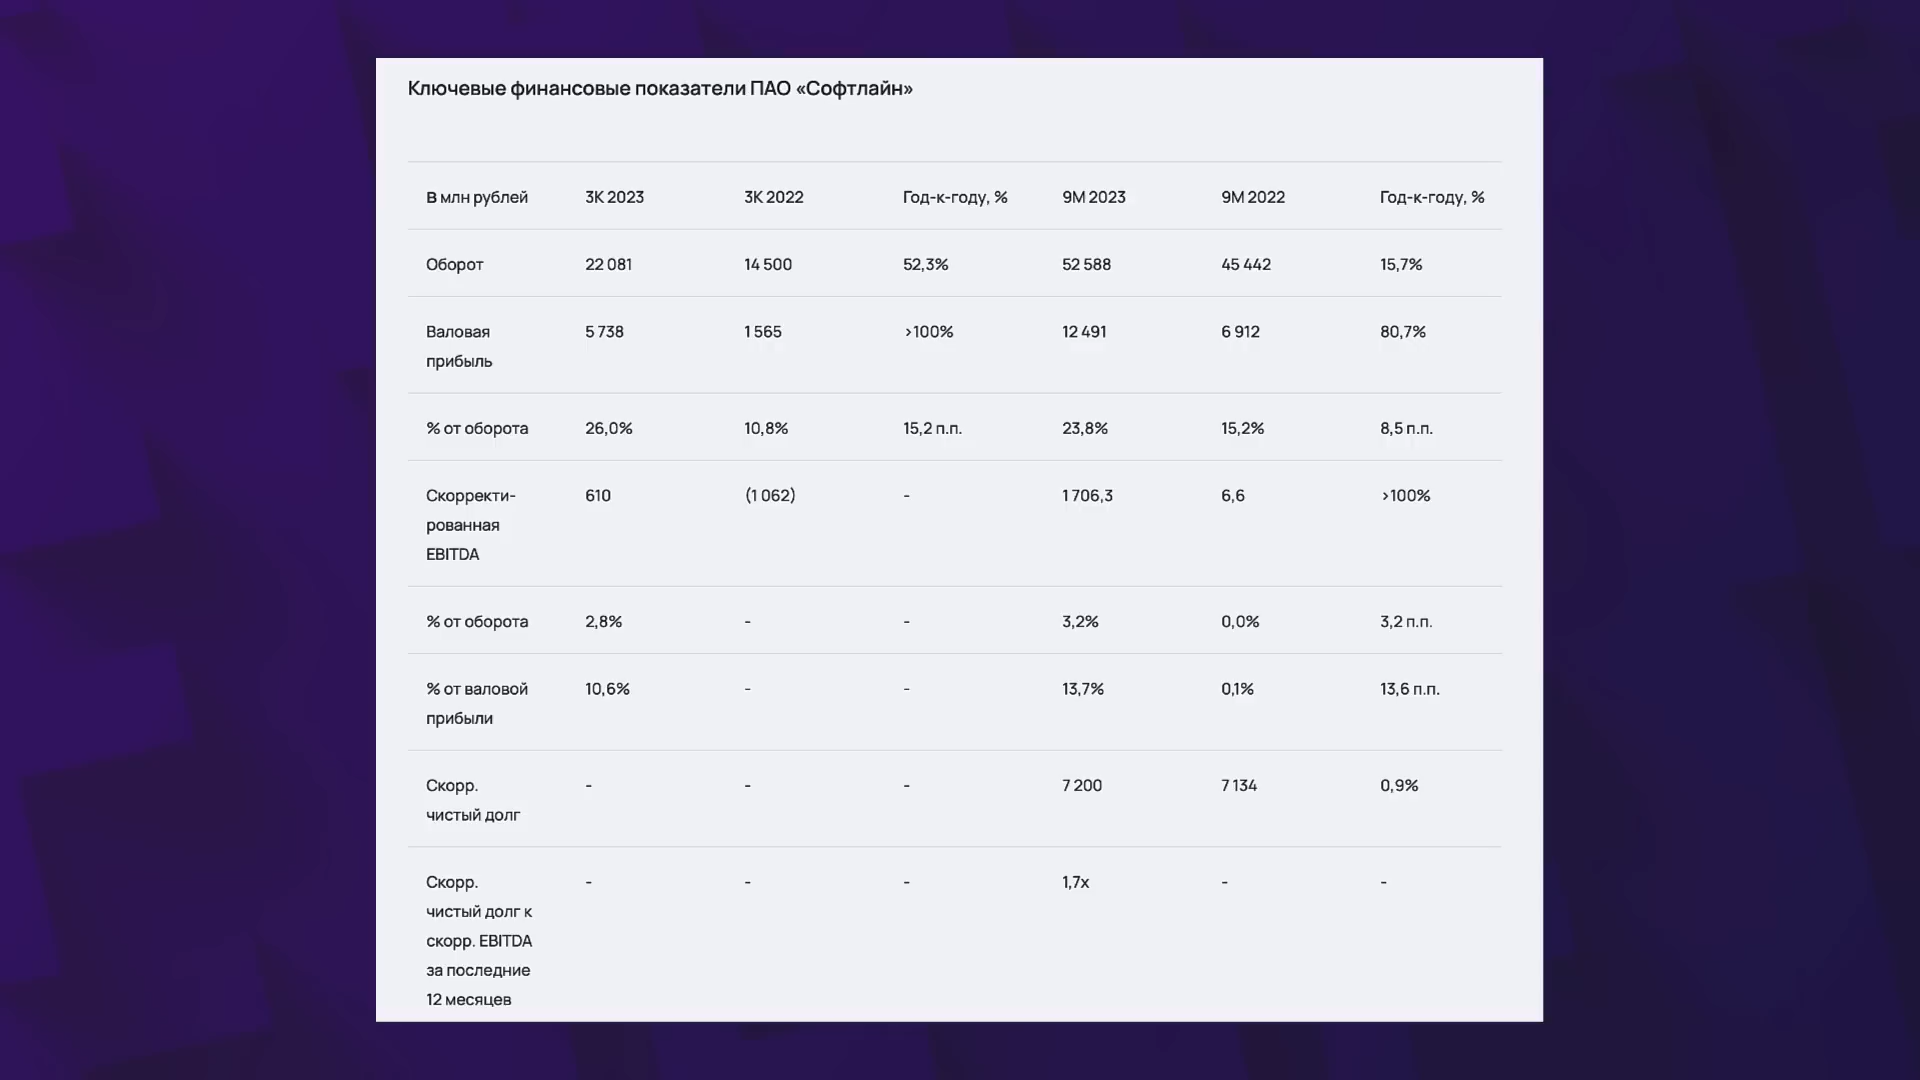 Ключевые финансовые показатели ПАО «Софтлайн»
В млн рублей 3К 2023 3К 2022 Год-к-году, % 9М 2023 9М 2022 Год-к-году, %
Оборот 22 081 14 500 52,3% 52 588 45 442 15,7%
Валовая 5 738 1 565 >100% 12 491 6 912 80,7%
прибыль
% от оборота 26,0% 10,8% 15,2 п.п. 23,8% 15,2% 8,5 п.п.
Скорректи- 610 (1 062) - 1 706,3 6,6 >100%
рованная
EBITDA
% от оборота 2,8% - - 3,2% 0,0% 3,2 п.п.
% от валовой 10,6% - - 13,7% 0,1% 13,6 п.п.
прибыли
Скорр. - - - 7 200 7 134 0,9%
чистый долг
Скорр. - - - 1,7x - -
чистый долг к
скорр. EBITDA
за последние
12 месяцев